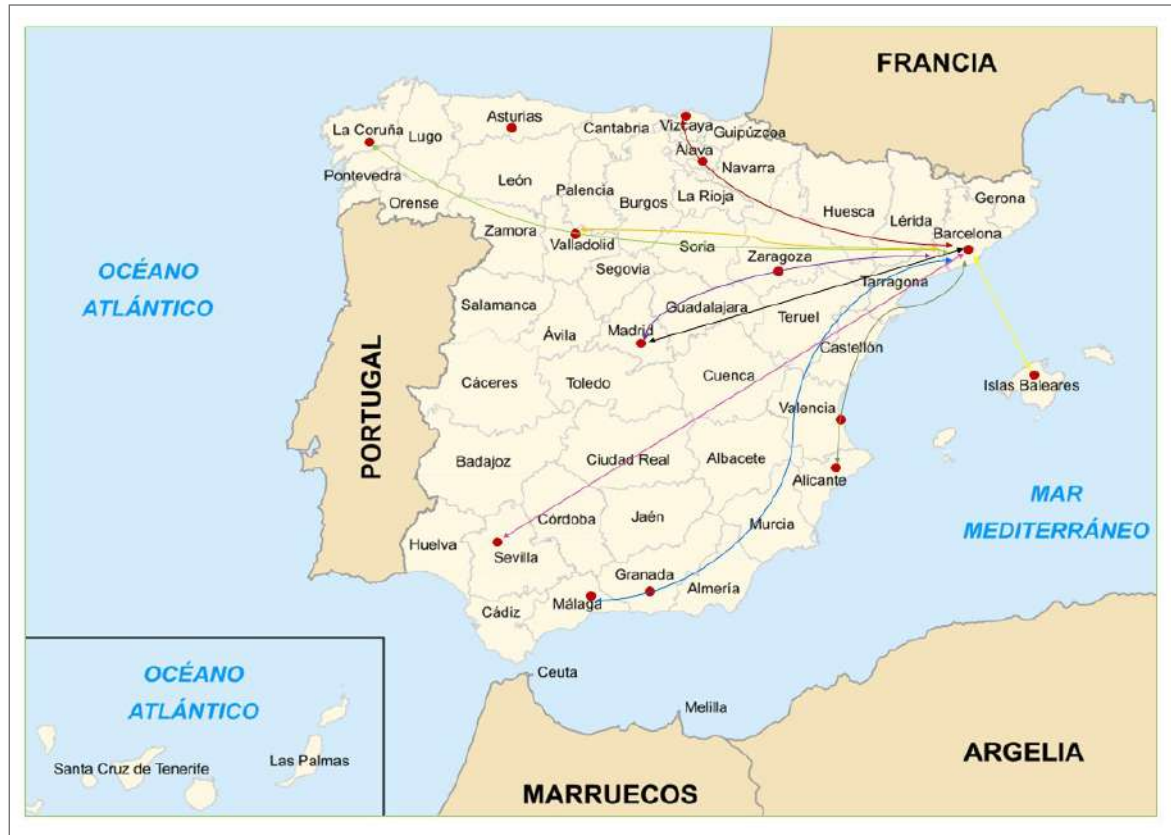 FRANCIA
Asturias
La Coruña
Lugo
Cantabria
Vizcaya
Guipúzcoa
Álava
Navarra
Pontevedra
León
Palencia
Burgos
La Rioja
Orense
Huesca
Lérida
Gerona
Barcelona
Zamora
Valladolid
Soria
Zaragoza
Segovia
Tarragona
Salamanca
Guadalajara
Ávila
Madrid
Teruel
Castellón
OCÉANO
ATLÁNTICO
PORTUGAL
Cáceres
Toledo
Cuenca
Islas Baleares
Valencia
Badajoz
Ciudad Real
Albacete
Alicante
MAR
MEDITERRÁNEO
Huelva
Sevilla
Córdoba
Jaén
Murcia
Granada
Almería
Málaga
Cádiz
Ceuta
Melilla
OCÉANO
ATLÁNTICO
Santa Cruz de Tenerife
Las Palmas
MARRUECOS
ARGELIA